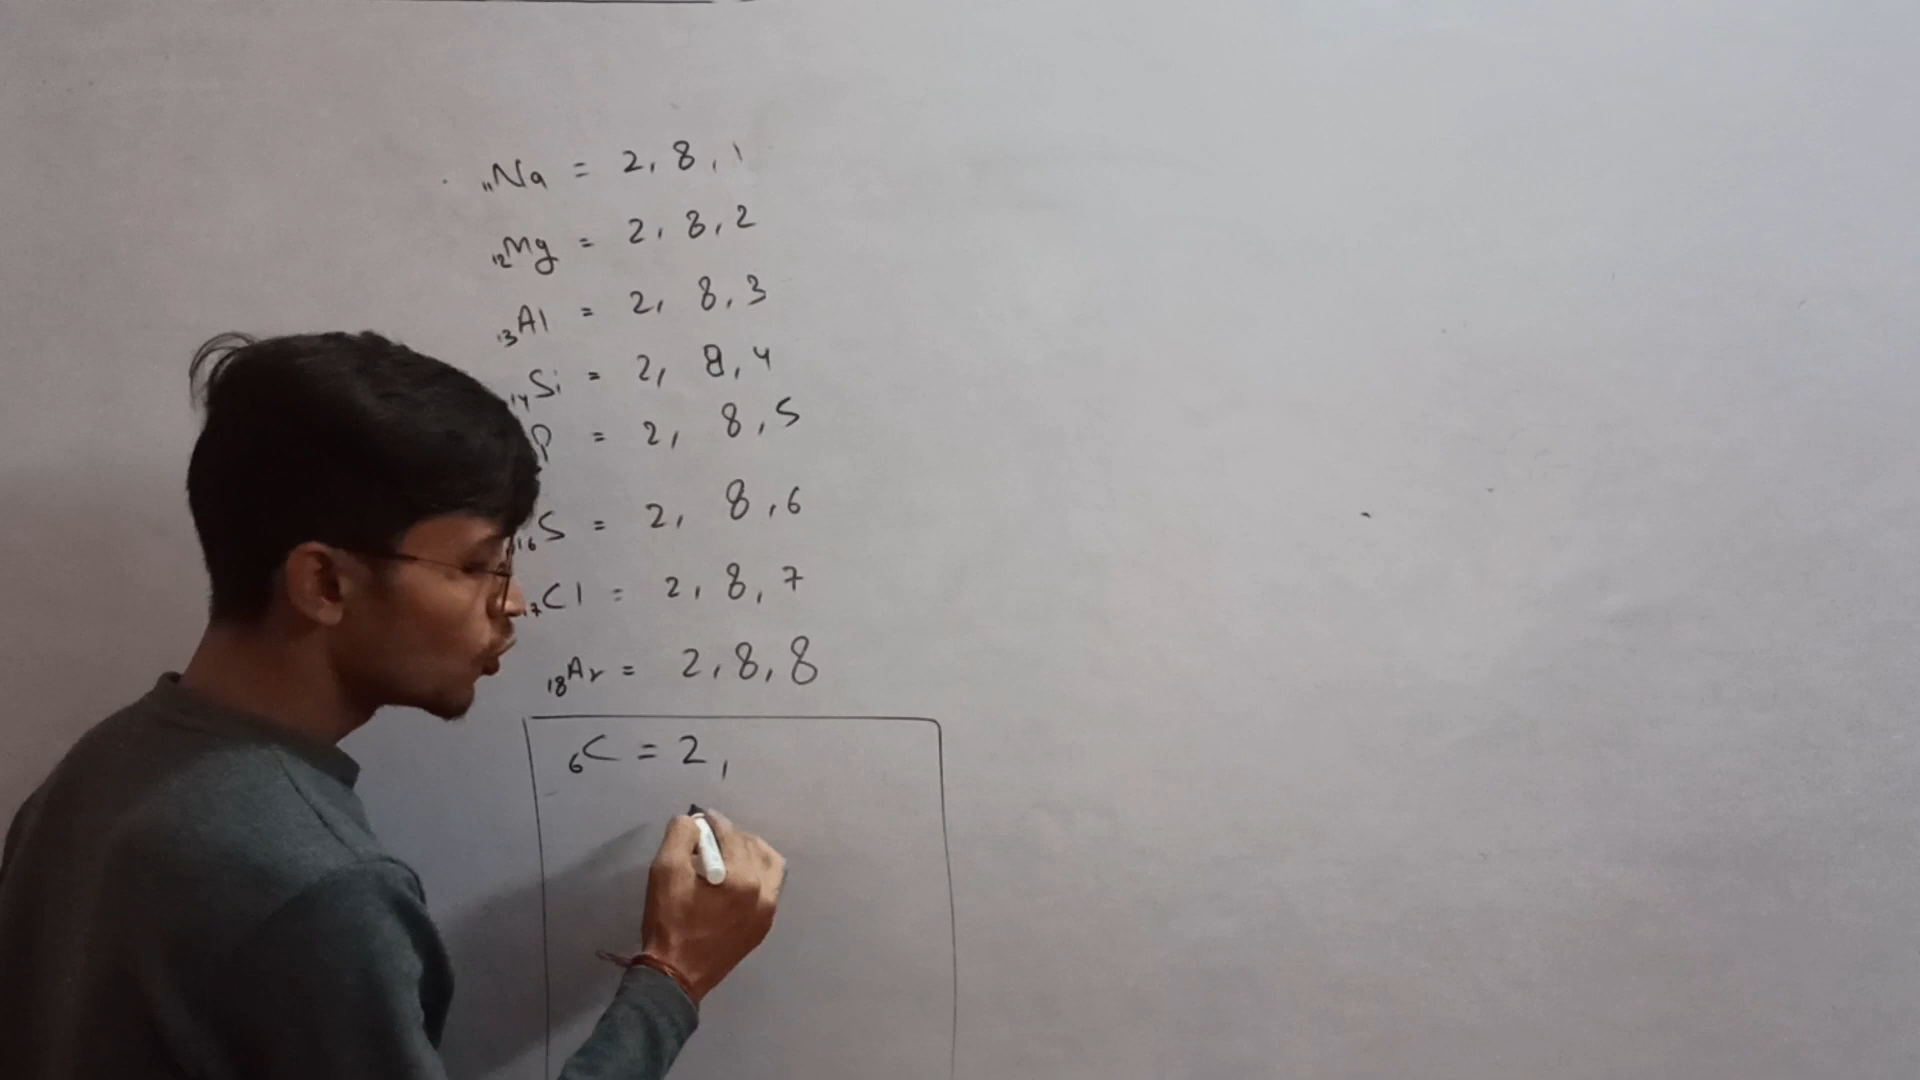 11Na = 2, 8, 1
12Mg = 2, 8, 2
13Al = 2, 8, 3
14Si = 2, 8, 4
P = 2, 8, 5
16S = 2, 8, 6
17Cl = 2, 8, 7
18Ar = 2, 8, 8
6C = 2,